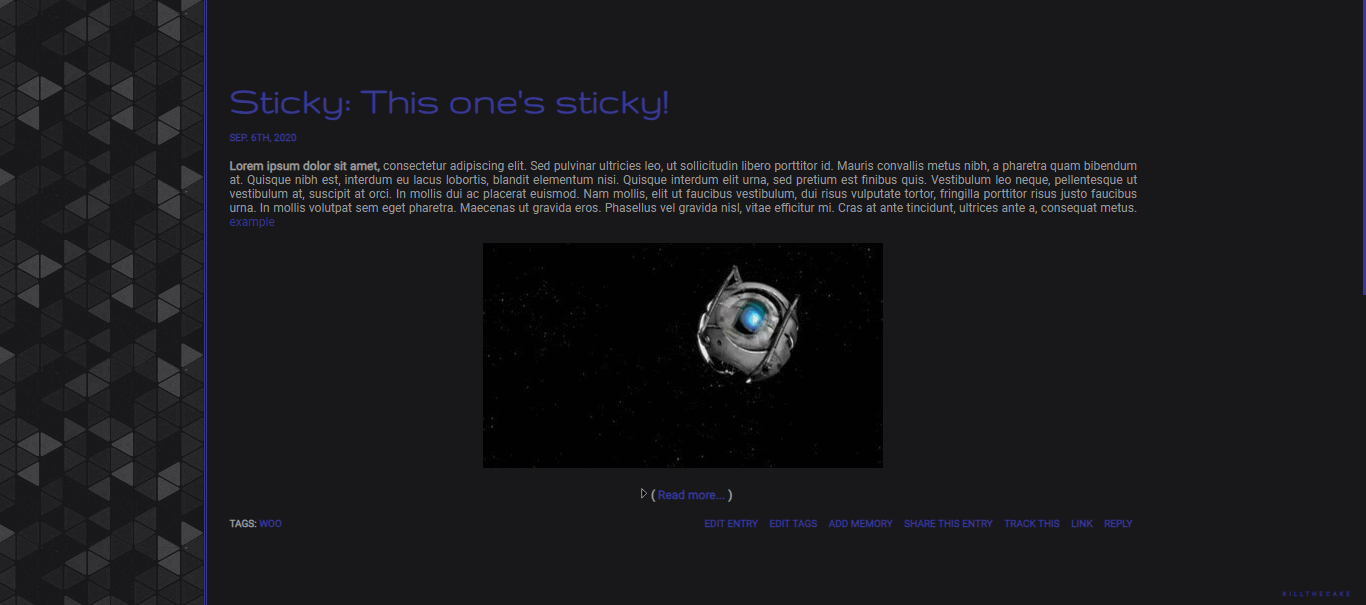 Sticky: This one's sticky!
SEP. 6TH, 2020
Lorem ipsum dolor sit amet, consectetur adipiscing elit. Sed pulvinar ultricies leo, ut sollicitudin libero porttitor id. Mauris convallis metus nibh, a pharetra quam bibendum
at. Quisque nibh est, interdum eu lacus lobortis, blandit elementum nisi. Quisque interdum elit urna, sed pretium est finibus quis. Vestibulum leo neque, pellentesque ut
vestibulum at, suscipit at orci. In mollis dui ac placerat euismod. Nam mollis, elit ut faucibus vestibulum, dui risus vulputate tortor, fringilla porttitor risus justo faucibus
urna. In mollis volutpat sem eget pharetra. Maecenas ut gravida eros. Phasellus vel gravida nisl, vitae efficitur mi. Cras at ante tincidunt, ultrices ante a, consequat metus.
example
( Read more... )
TAGS: WOO EDIT ENTRY EDIT TAGS ADD MEMORY SHARE THIS ENTRY TRACK THIS LINK REPLY
KILLTHECAKE